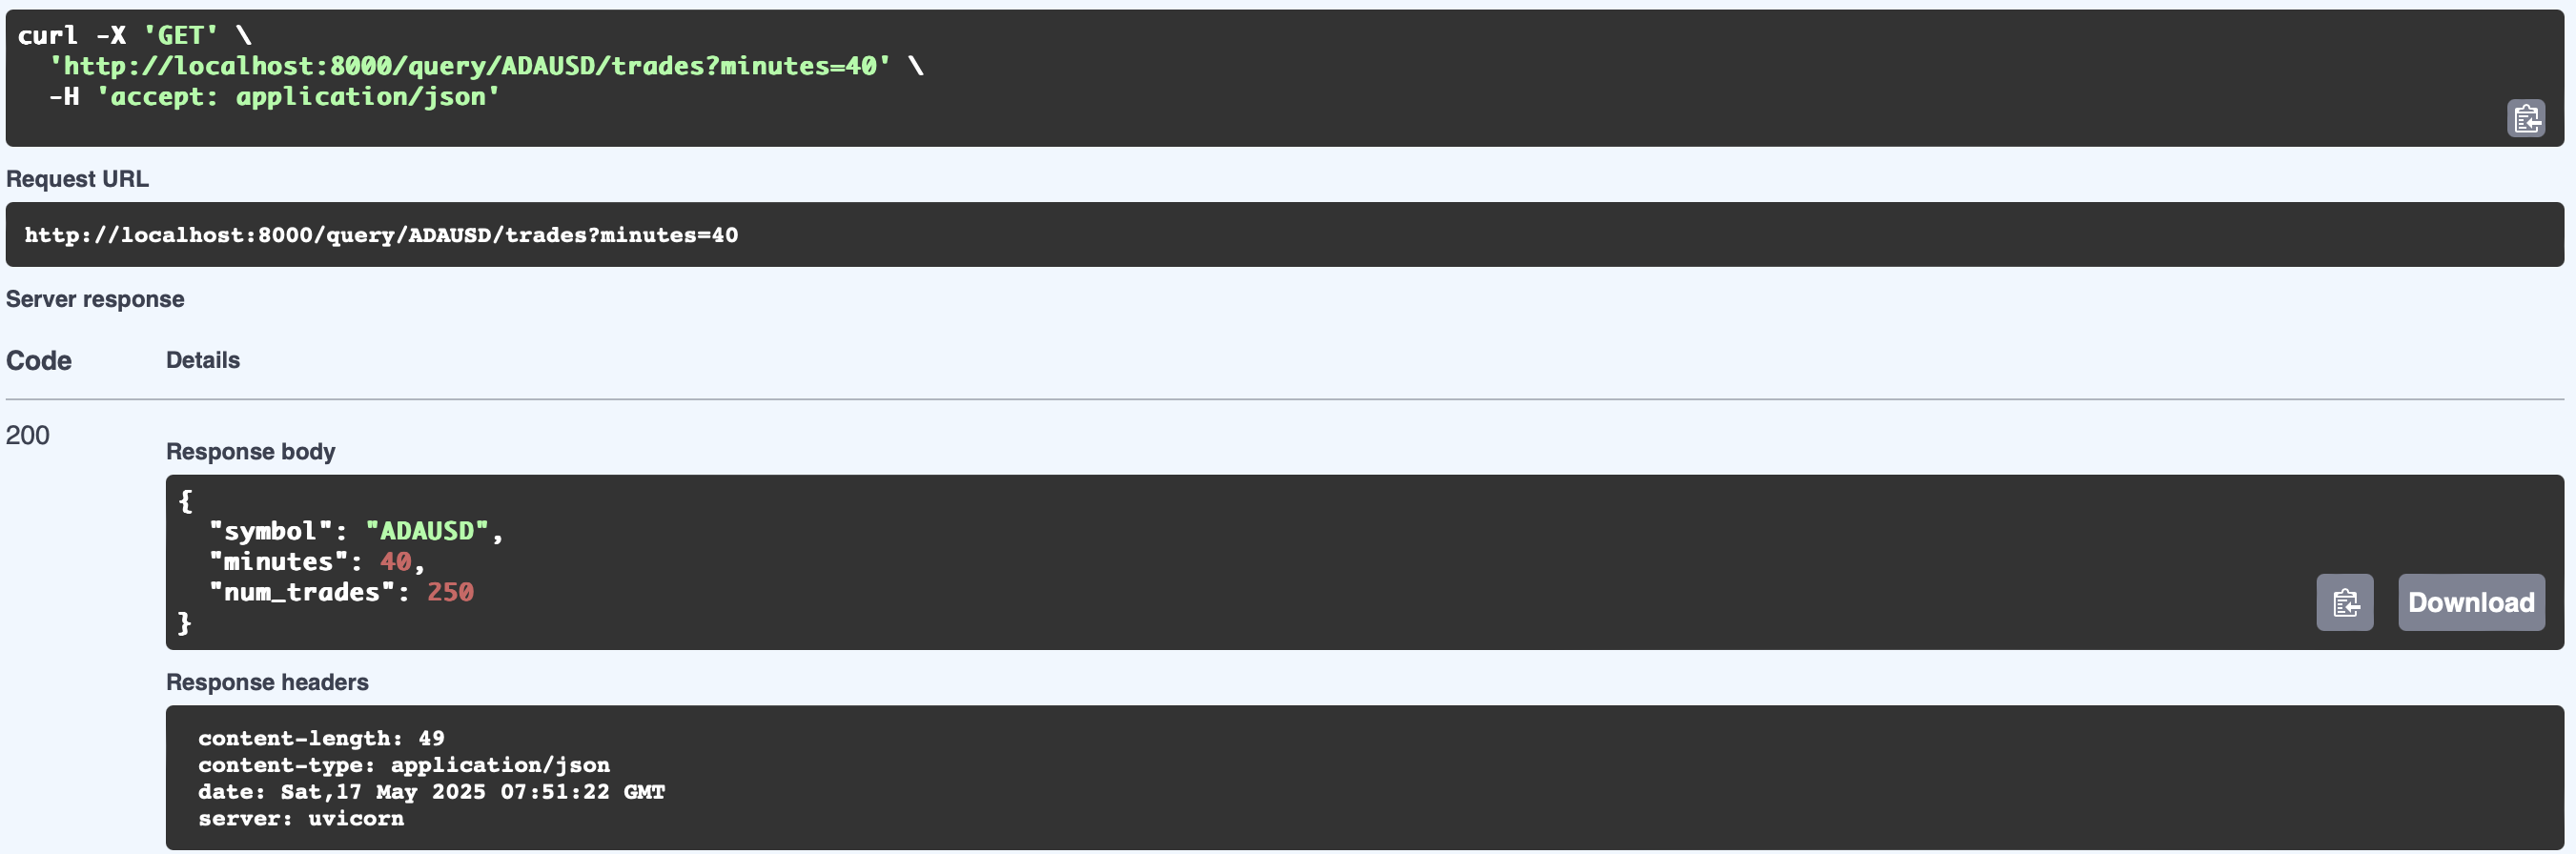 curl -X 'GET' \
  'http://localhost:8000/query/ADAUSD/trades?minutes=40' \
  -H 'accept: application/json'
Request URL
http://localhost:8000/query/ADAUSD/trades?minutes=40
Server response
Code Details
200
Response body
{
  "symbol": "ADAUSD",
  "minutes": 40,
  "num_trades": 250
}
Download
Response headers
content-length: 49
content-type: application/json
date: Sat,17 May 2025 07:51:22 GMT
server: uvicorn